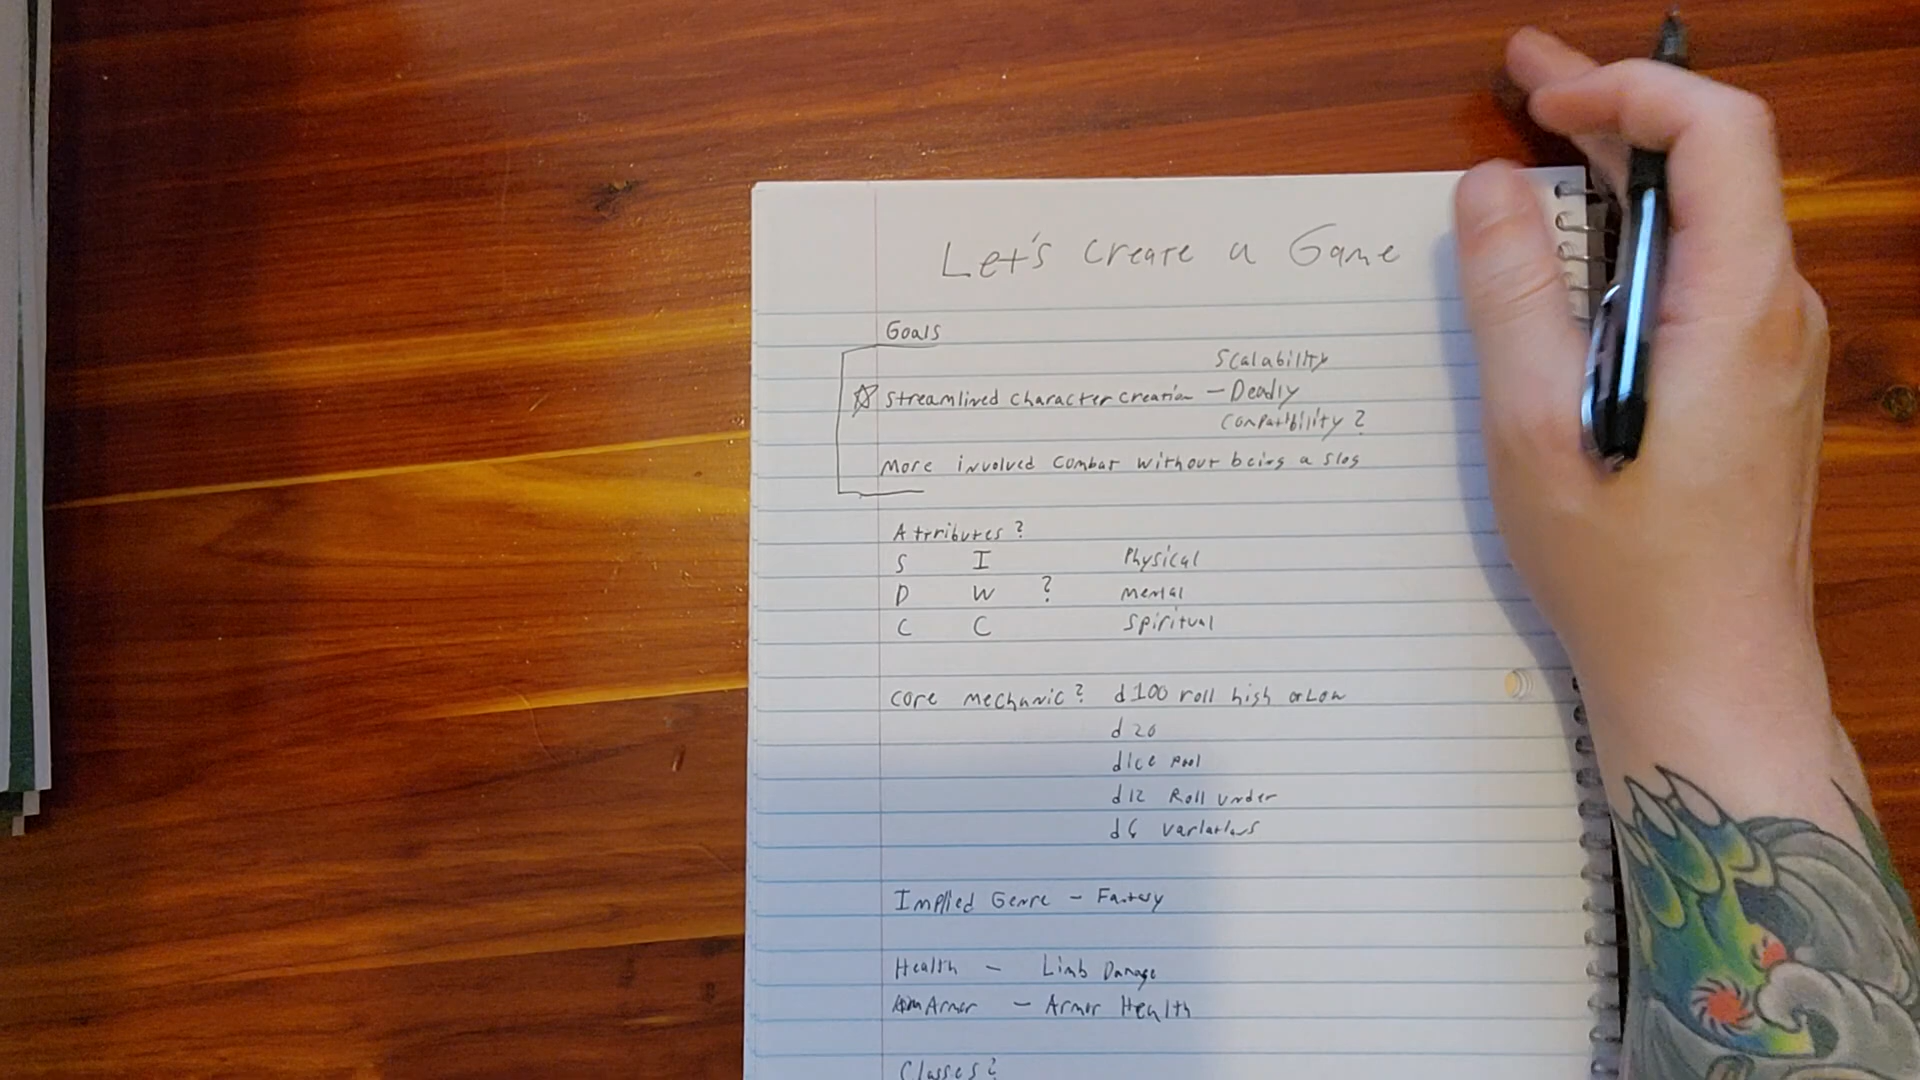 Let's create a Game
Goals
Scalability
Streamlined character creation - Deadly
Compatibility ?
More involved combat without being a slog
Attributes ?
S I Physical
D W ? mental
C C Spiritual
core mechanic ? d100 roll high or Low
d20
dice pool
d12 Roll under
d6 variations
Implied Genre - Fantasy
Health - Limb Damage
Armor - Armor Health
Classes ?